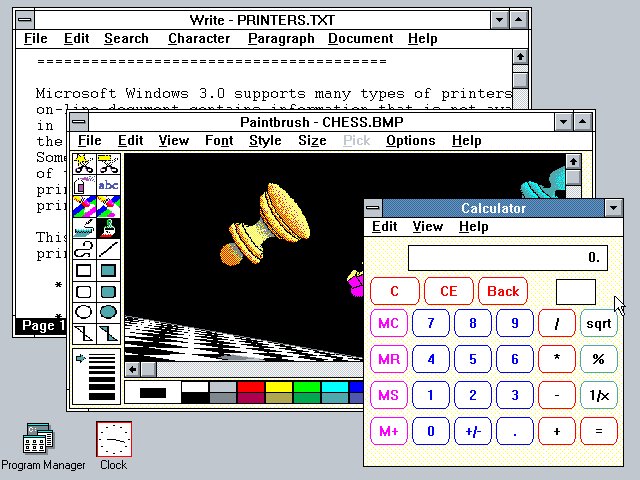 Write - PRINTERS.TXT
File Edit Search Character Paragraph Document Help
========================================
Microsoft Windows 3.0 supports many types of printers
on-line document contains information that is not ava
in
the
Some
of
prin
prin
This
prin
*
*
Page 1
Paintbrush - CHESS.BMP
File Edit View Font Style Size Pick Options Help
abc
Calculator
Edit View Help
0.
C CE Back
MC 7 8 9 / sqrt
MR 4 5 6 * %
MS 1 2 3 - 1/x
M+ 0 +/- . + =
Program Manager
Clock